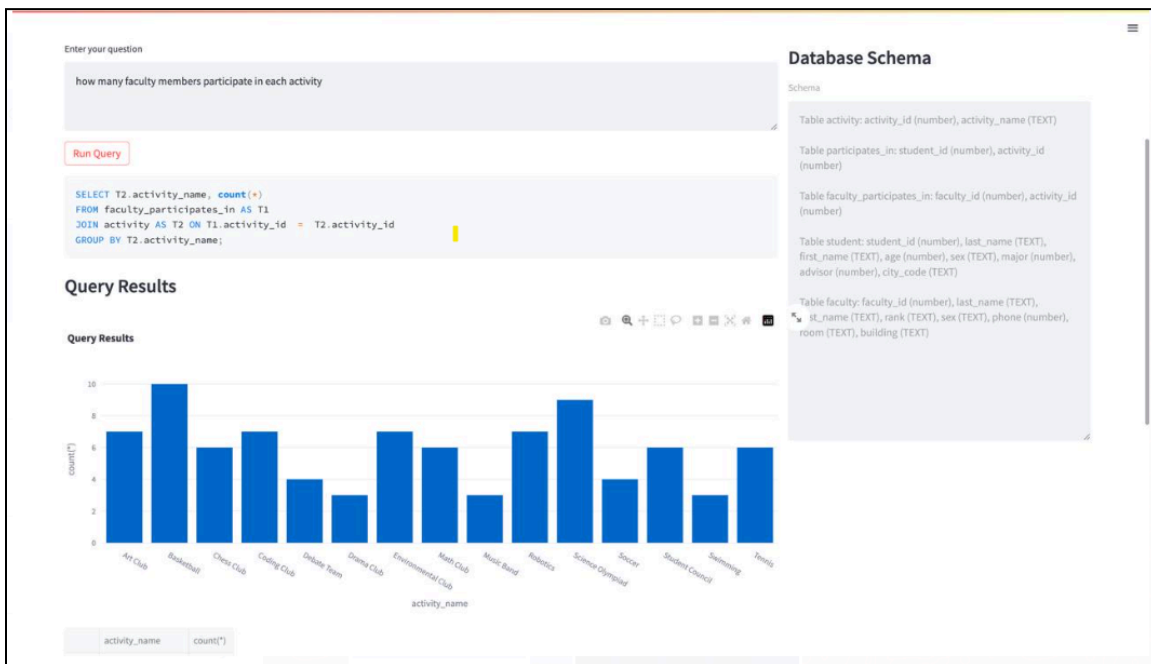 Enter your question
how many faculty members participate in each activity
Run Query
SELECT T2.activity_name, count(*)
FROM faculty_participates_in AS T1
JOIN activity AS T2 ON T1.activity_id = T2.activity_id
GROUP BY T2.activity_name;
Query Results
Query Results
10
8
6
4
2
0
count(*)
Art Club
Basketball
Chess Club
Coding Club
Debate Team
Drama Club
Environmental Club
Math Club
Music Band
Robotics
Science Olympiad
Soccer
Student Council
Swimming
Tennis
activity_name
activity_name count(*)
Database Schema
Schema
Table activity: activity_id (number), activity_name (TEXT)
Table participates_in: student_id (number), activity_id
(number)
Table faculty_participates_in: faculty_id (number), activity_id
(number)
Table student: student_id (number), last_name (TEXT),
first_name (TEXT), age (number), sex (TEXT), major (number),
advisor (number), city_code (TEXT)
Table faculty: faculty_id (number), last_name (TEXT),
st_name (TEXT), rank (TEXT), sex (TEXT), phone (number),
room (TEXT), building (TEXT)